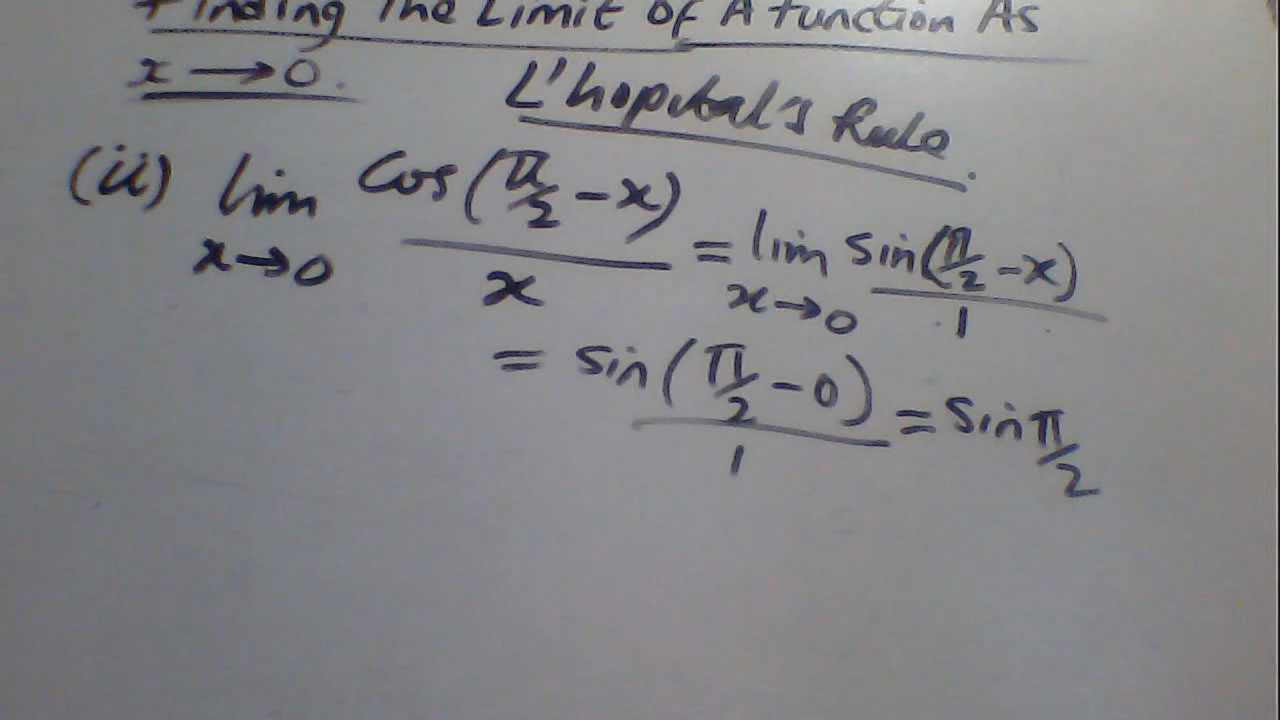 Finding The Limit Of A function As
x → 0.
L'hopital's Rule.
(ii) lim x→0 cos(π/2 - x) / x = lim x→0 sin(π/2 - x) / 1
= sin(π/2 - 0) / 1 = sin π/2